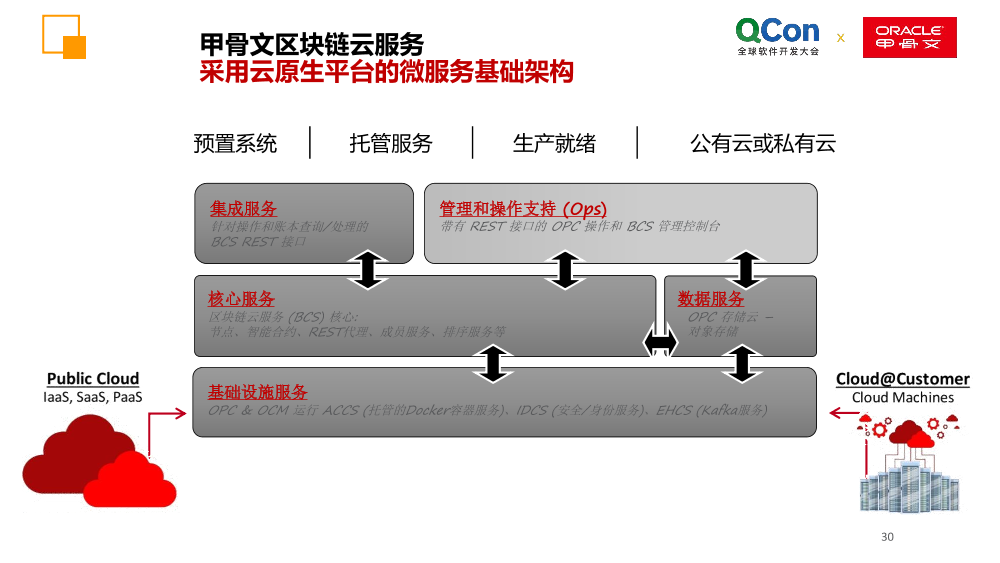 甲骨文区块链云服务
采用云原生平台的微服务基础架构
QCon
全球软件开发大会
x
ORACLE
甲骨文
预置系统
托管服务
生产就绪
公有云或私有云
集成服务
针对操作和账本查询/处理的
BCS REST 接口
管理和操作支持 (Ops)
带有 REST 接口的 OPC 操作和 BCS 管理控制台
核心服务
区块链云服务 (BCS) 核心:
节点、智能合约、REST代理、成员服务、排序服务等
数据服务
OPC 存储云 –
对象存储
基础设施服务
OPC & OCM 运行 ACCS (托管的Docker容器服务)、IDCS (安全/身份服务)、EHCS (Kafka服务)
Public Cloud
IaaS, SaaS, PaaS
Cloud@Customer
Cloud Machines
30